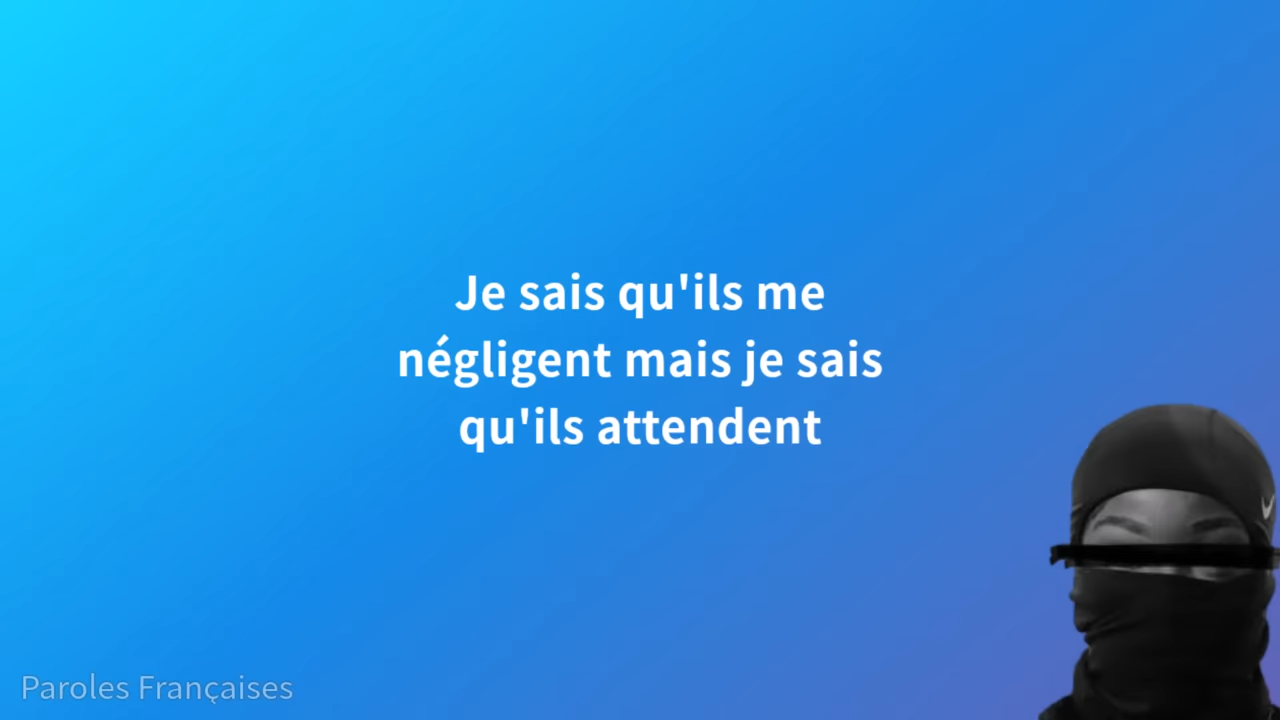 Je sais qu'ils me
négligent mais je sais
qu'ils attendent
Paroles Françaises